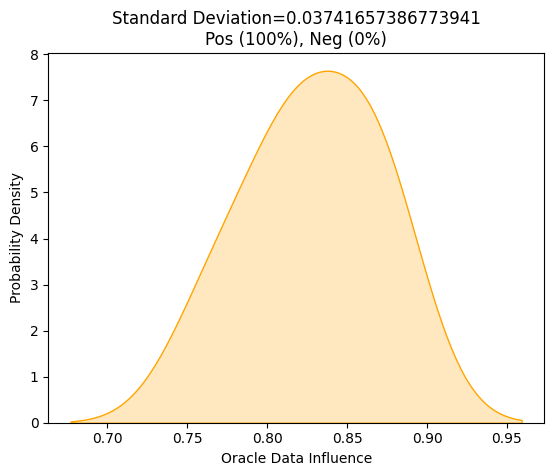 Standard Deviation=0.03741657386773941
Pos (100%), Neg (0%)
8
7
6
5
4
3
2
1
0
Probability Density
0.70 0.75 0.80 0.85 0.90 0.95
Oracle Data Influence